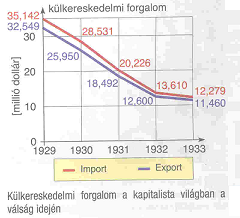 külkereskedelmi forgalom
35,142
32,549
30
28,531
25,950
20,226
18,492
13,610
12,600
12,279
11,460
10
0
[millió dollár]
1929 1930 1931 1932 1933
Import Export
Külkereskedelmi forgalom a kapitalista világban a
válság idején